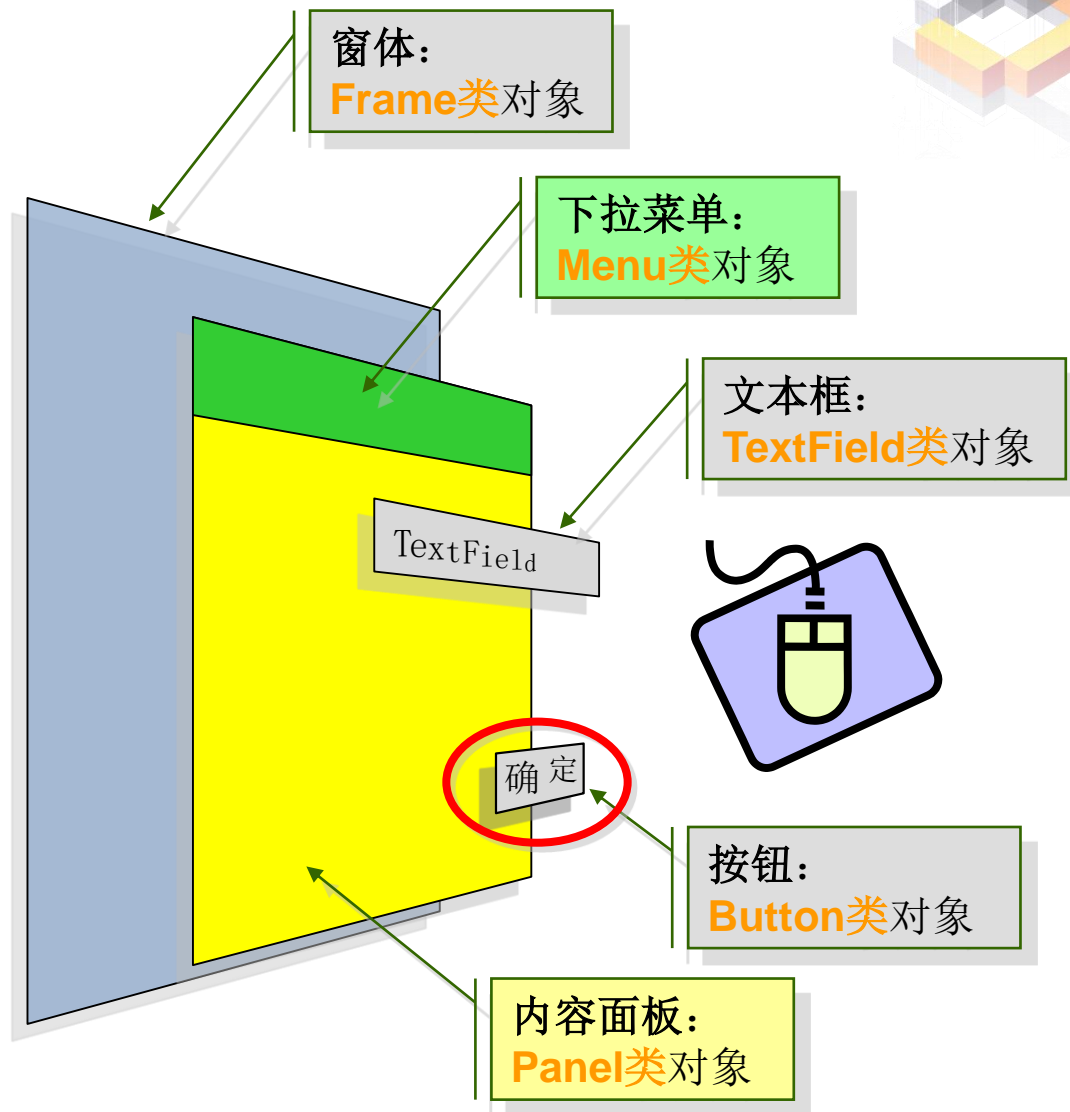 窗体：
Frame类对象
下拉菜单：
Menu类对象
文本框：
TextField类对象
TextField
确定
按钮：
Button类对象
内容面板：
Panel类对象